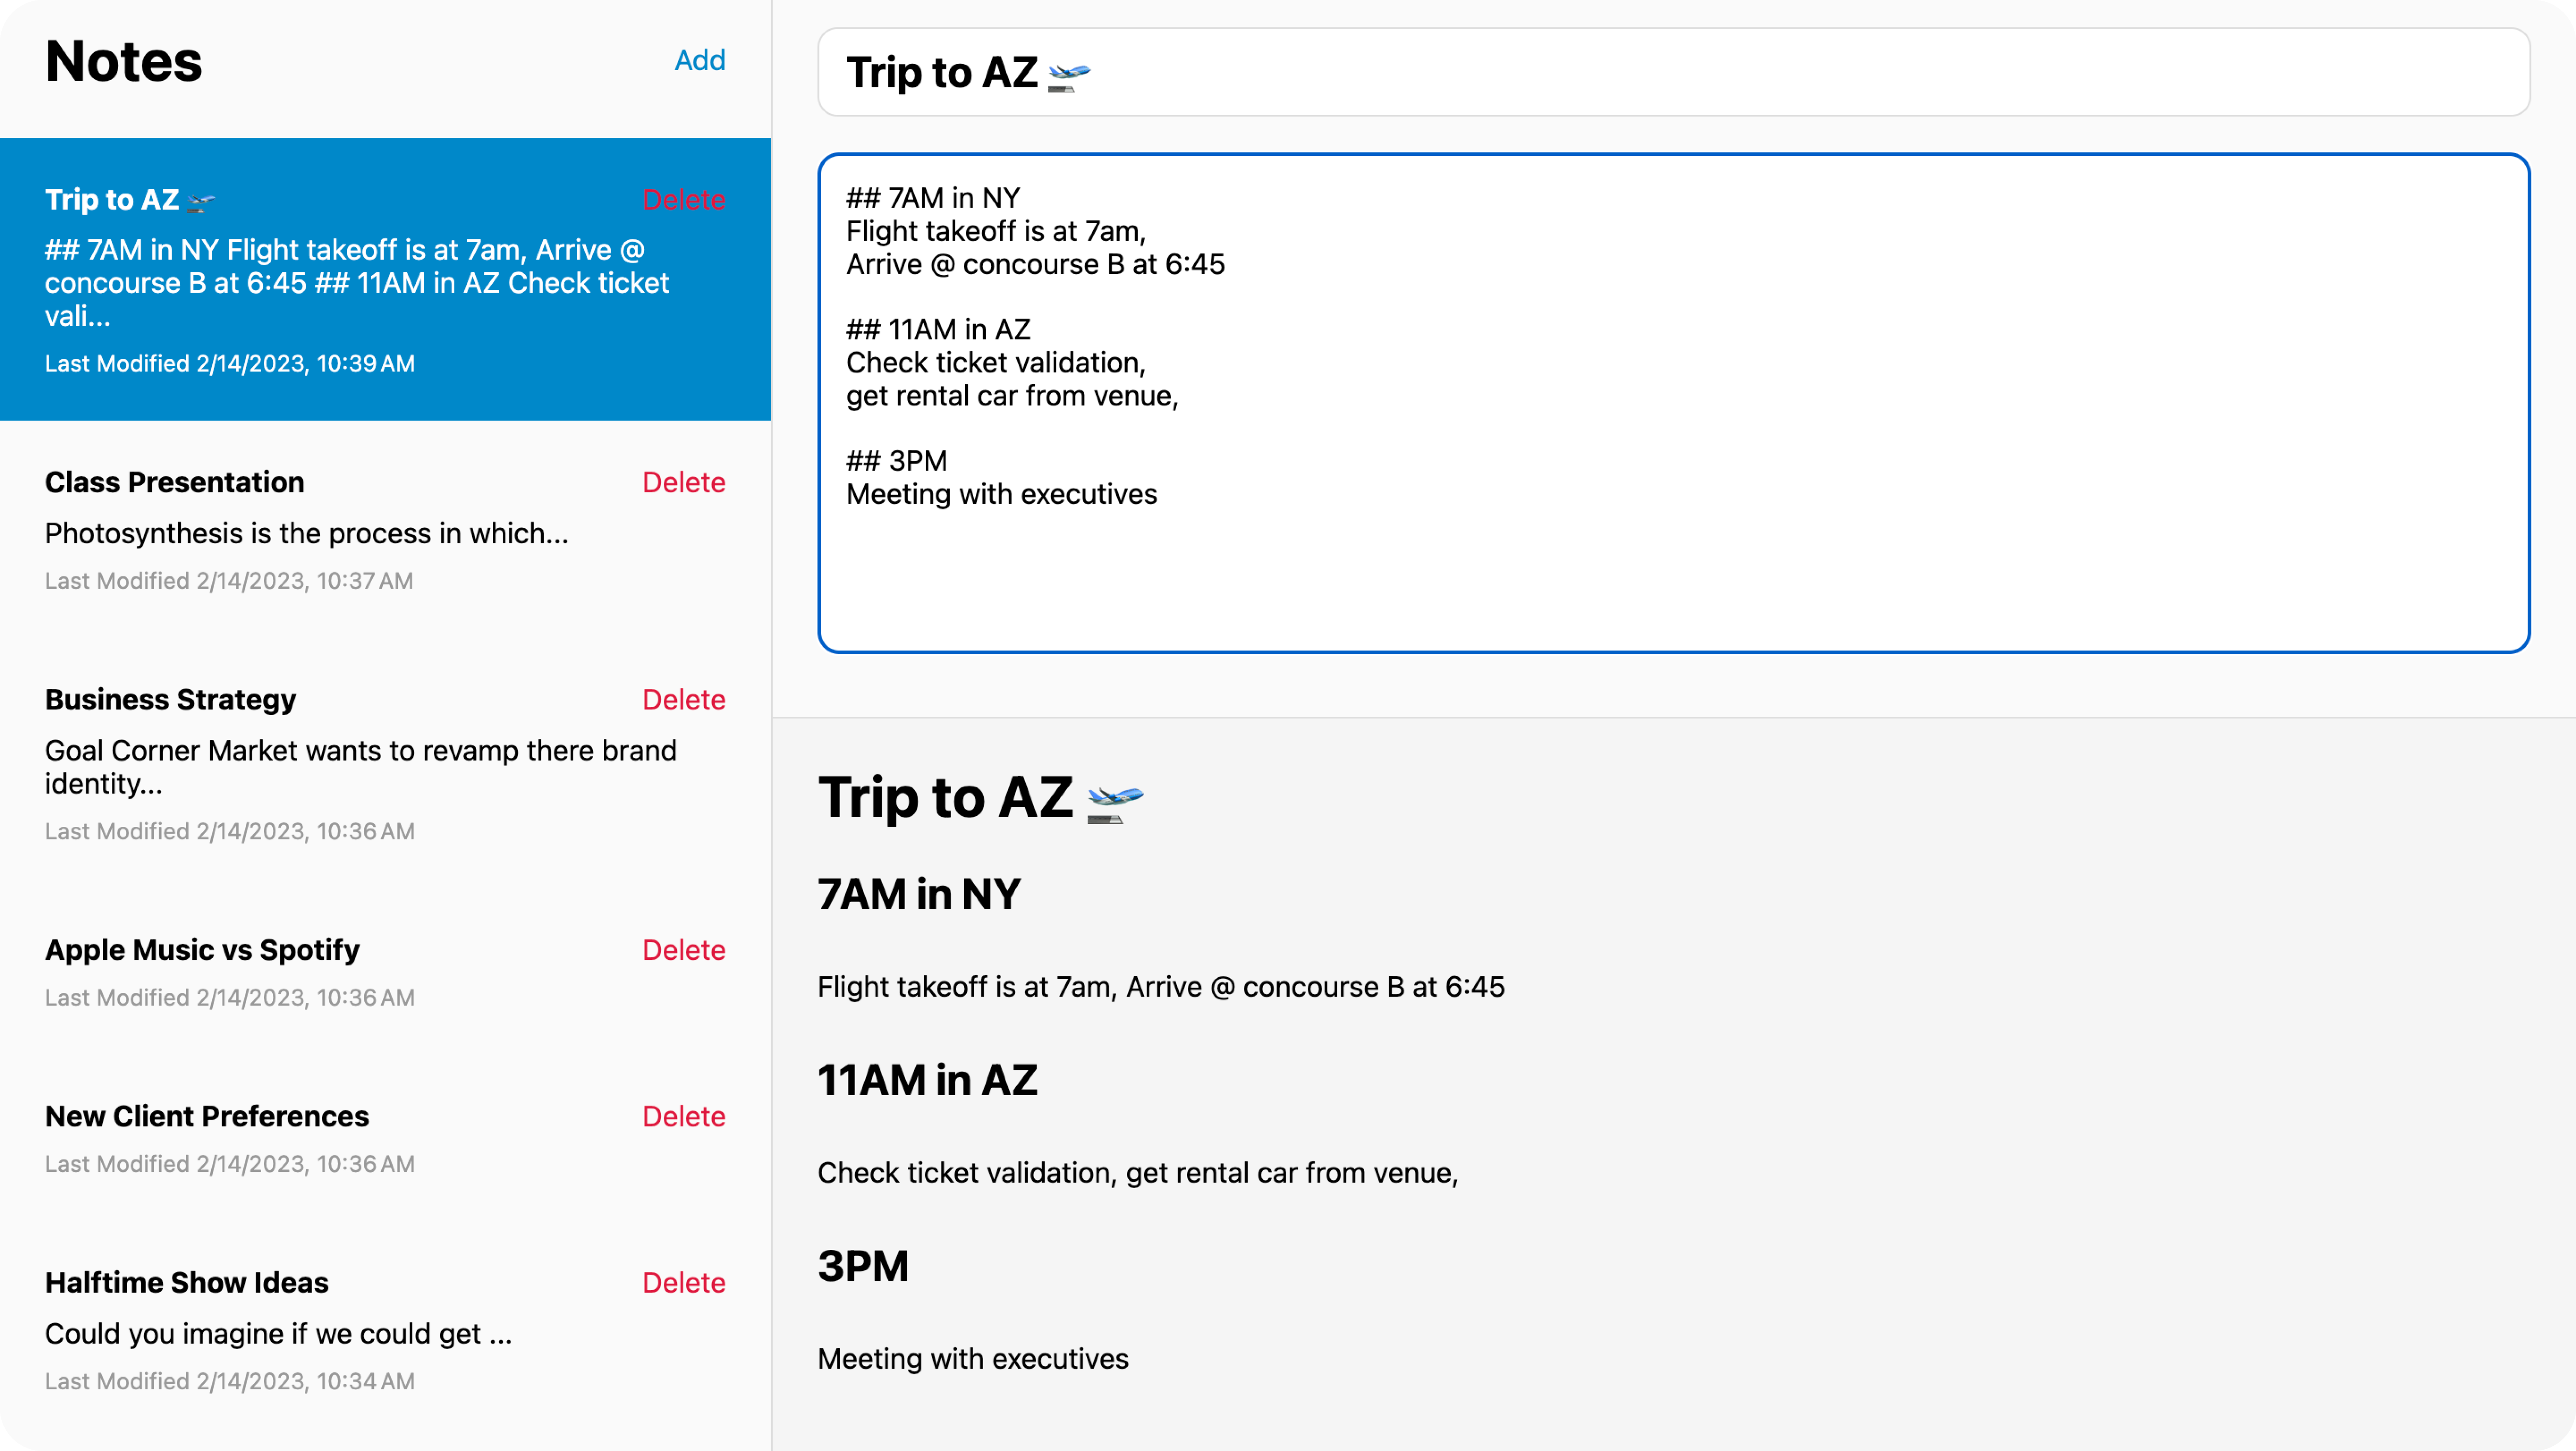 Notes
Add
Trip to AZ 🛫
Delete
## 7AM in NY Flight takeoff is at 7am, Arrive @
concourse B at 6:45 ## 11AM in AZ Check ticket
vali...
Last Modified 2/14/2023, 10:39 AM
Class Presentation
Delete
Photosynthesis is the process in which...
Last Modified 2/14/2023, 10:37 AM
Business Strategy
Delete
Goal Corner Market wants to revamp there brand
identity...
Last Modified 2/14/2023, 10:36 AM
Apple Music vs Spotify
Delete
Last Modified 2/14/2023, 10:36 AM
New Client Preferences
Delete
Last Modified 2/14/2023, 10:36 AM
Halftime Show Ideas
Delete
Could you imagine if we could get ...
Last Modified 2/14/2023, 10:34 AM
Trip to AZ 🛫
## 7AM in NY
Flight takeoff is at 7am,
Arrive @ concourse B at 6:45
## 11AM in AZ
Check ticket validation,
get rental car from venue,
## 3PM
Meeting with executives
Trip to AZ 🛫
7AM in NY
Flight takeoff is at 7am, Arrive @ concourse B at 6:45
11AM in AZ
Check ticket validation, get rental car from venue,
3PM
Meeting with executives